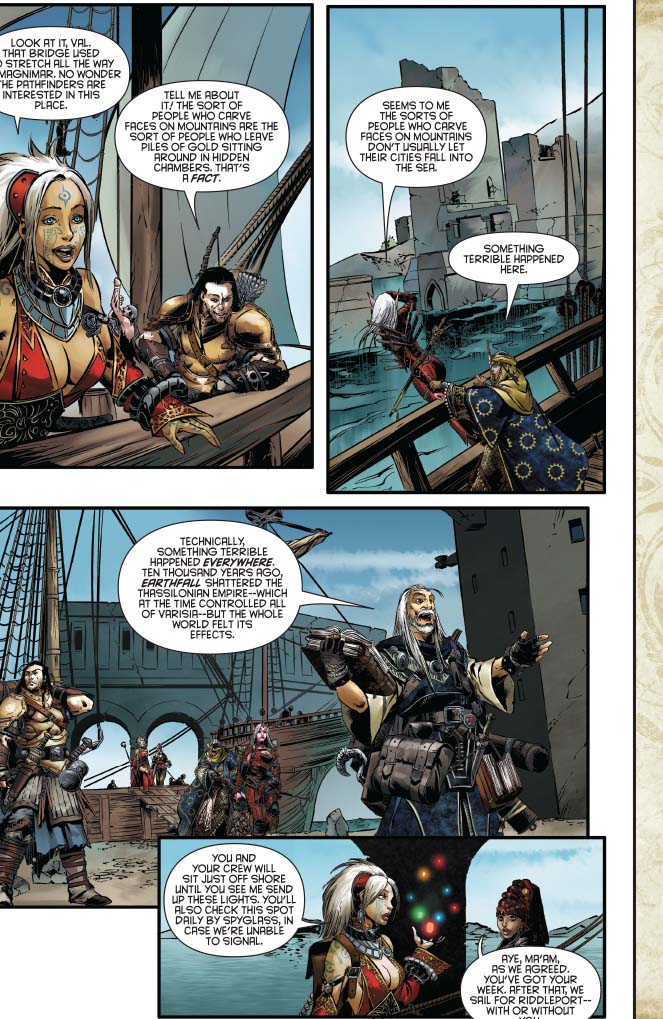 LOOK AT IT, VAL.
THAT BRIDGE USED
STRETCH ALL THE WAY
MAGNIMAR. NO WONDER
THE PATHFINDERS ARE
INTERESTED IN THIS
PLACE.
TELL ME ABOUT
IT! THE SORT OF
PEOPLE WHO CARVE
FACES ON MOUNTAINS ARE THE
SORT OF PEOPLE WHO LEAVE
PILES OF GOLD SITTING
AROUND IN HIDDEN
CHAMBERS. THAT'S
A FACT.
SEEMS TO ME
THE SORTS OF
PEOPLE WHO CARVE
FACES ON MOUNTAINS
DON'T USUALLY LET
THEIR CITIES FALL INTO
THE SEA.
SOMETHING
TERRIBLE HAPPENED
HERE.
TECHNICALLY,
SOMETHING TERRIBLE
HAPPENED EVERYWHERE.
TEN THOUSAND YEARS AGO,
EARTHFALL SHATTERED THE
THASSILONIAN EMPIRE--WHICH
AT THE TIME CONTROLLED ALL
OF VARISIA--BUT THE WHOLE
WORLD FELT ITS
EFFECTS.
YOU AND
YOUR CREW WILL
SIT JUST OFF SHORE
UNTIL YOU SEE ME SEND
UP THESE LIGHTS. YOU'LL
ALSO CHECK THIS SPOT
DAILY BY SPYGLASS, IN
CASE WE'RE UNABLE
TO SIGNAL.
AYE, MA'AM,
AS WE AGREED.
YOU'VE GOT YOUR
WEEK. AFTER THAT, WE
SAIL FOR RIDDLEPORT--
WITH OR WITHOUT